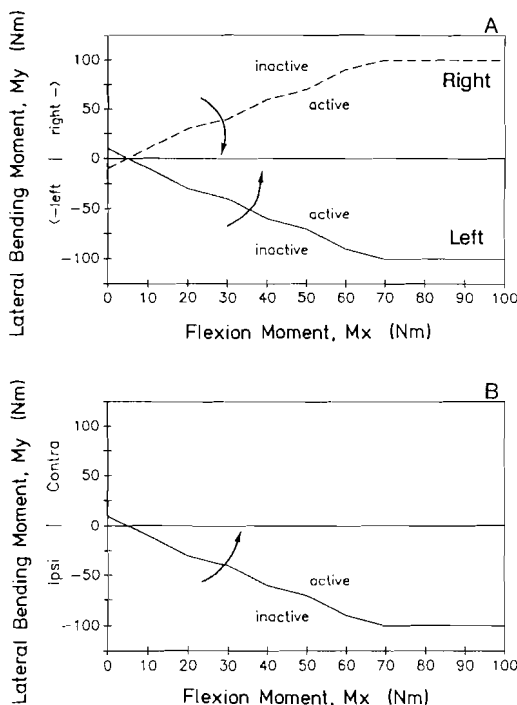 A
Lateral Bending Moment, My (Nm)
<-left | right ->
100
50
0
-50
-100
inactive
Right
active
active
Left
inactive
0 10 20 30 40 50 60 70 80 90 100
Flexion Moment, Mx (Nm)
B
Lateral Bending Moment, My (Nm)
ipsi | Contra
100
50
0
-50
-100
active
inactive
0 10 20 30 40 50 60 70 80 90 100
Flexion Moment, Mx (Nm)